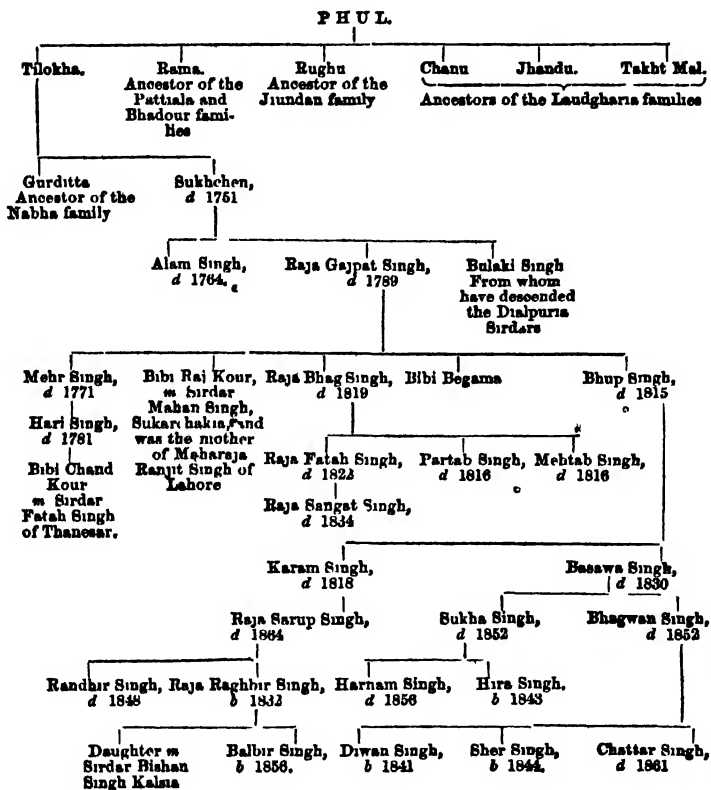 PHUL.
Tilokha. Rama. Rughu Chanu Jhandu. Takht Mal.
Ancestor of the Ancestor of the
Pattiala and Jiundan family Ancestors of the Laudgharia families
Bhadour fami-
lies
Gurditta Sukhchen,
Ancestor of the d 1751
Nabha family
Alam Singh, Raja Gajpat Singh, Bulaki Singh
d 1764. d 1789 From whom
have descended
the Dialpuria
Sirdars
Mehr Singh, Bibi Raj Kour, Raja Bhag Singh, Bibi Begama Bhup Singh,
d 1771 m Sirdar d 1819 d 1815
Mahan Singh,
Hari Singh, Sukarchakia, and
d 1781 was the mother
of Maharaja
Bibi Chand Ranjit Singh of Raja Fatah Singh, Partab Singh, Mehtab Singh,
Kour Lahore d 1822 d 1816 d 1816
m Sirdar
Fatah Singh Raja Sangat Singh,
of Thanesar. d 1834
Karam Singh, Basawa Singh,
d 1818 d 1830
Raja Sarup Singh, Sukha Singh, Bhagwan Singh,
d 1864 d 1852 d 1852
Randhir Singh, Raja Raghbir Singh, Harnam Singh, Hira Singh.
d 1848 b 1832 d 1856 b 1843
Daughter m Balbir Singh, Diwan Singh, Sher Singh, Chattar Singh,
Sirdar Bishan b 1856. b 1841 b 1844. d 1861
Singh Kalsia